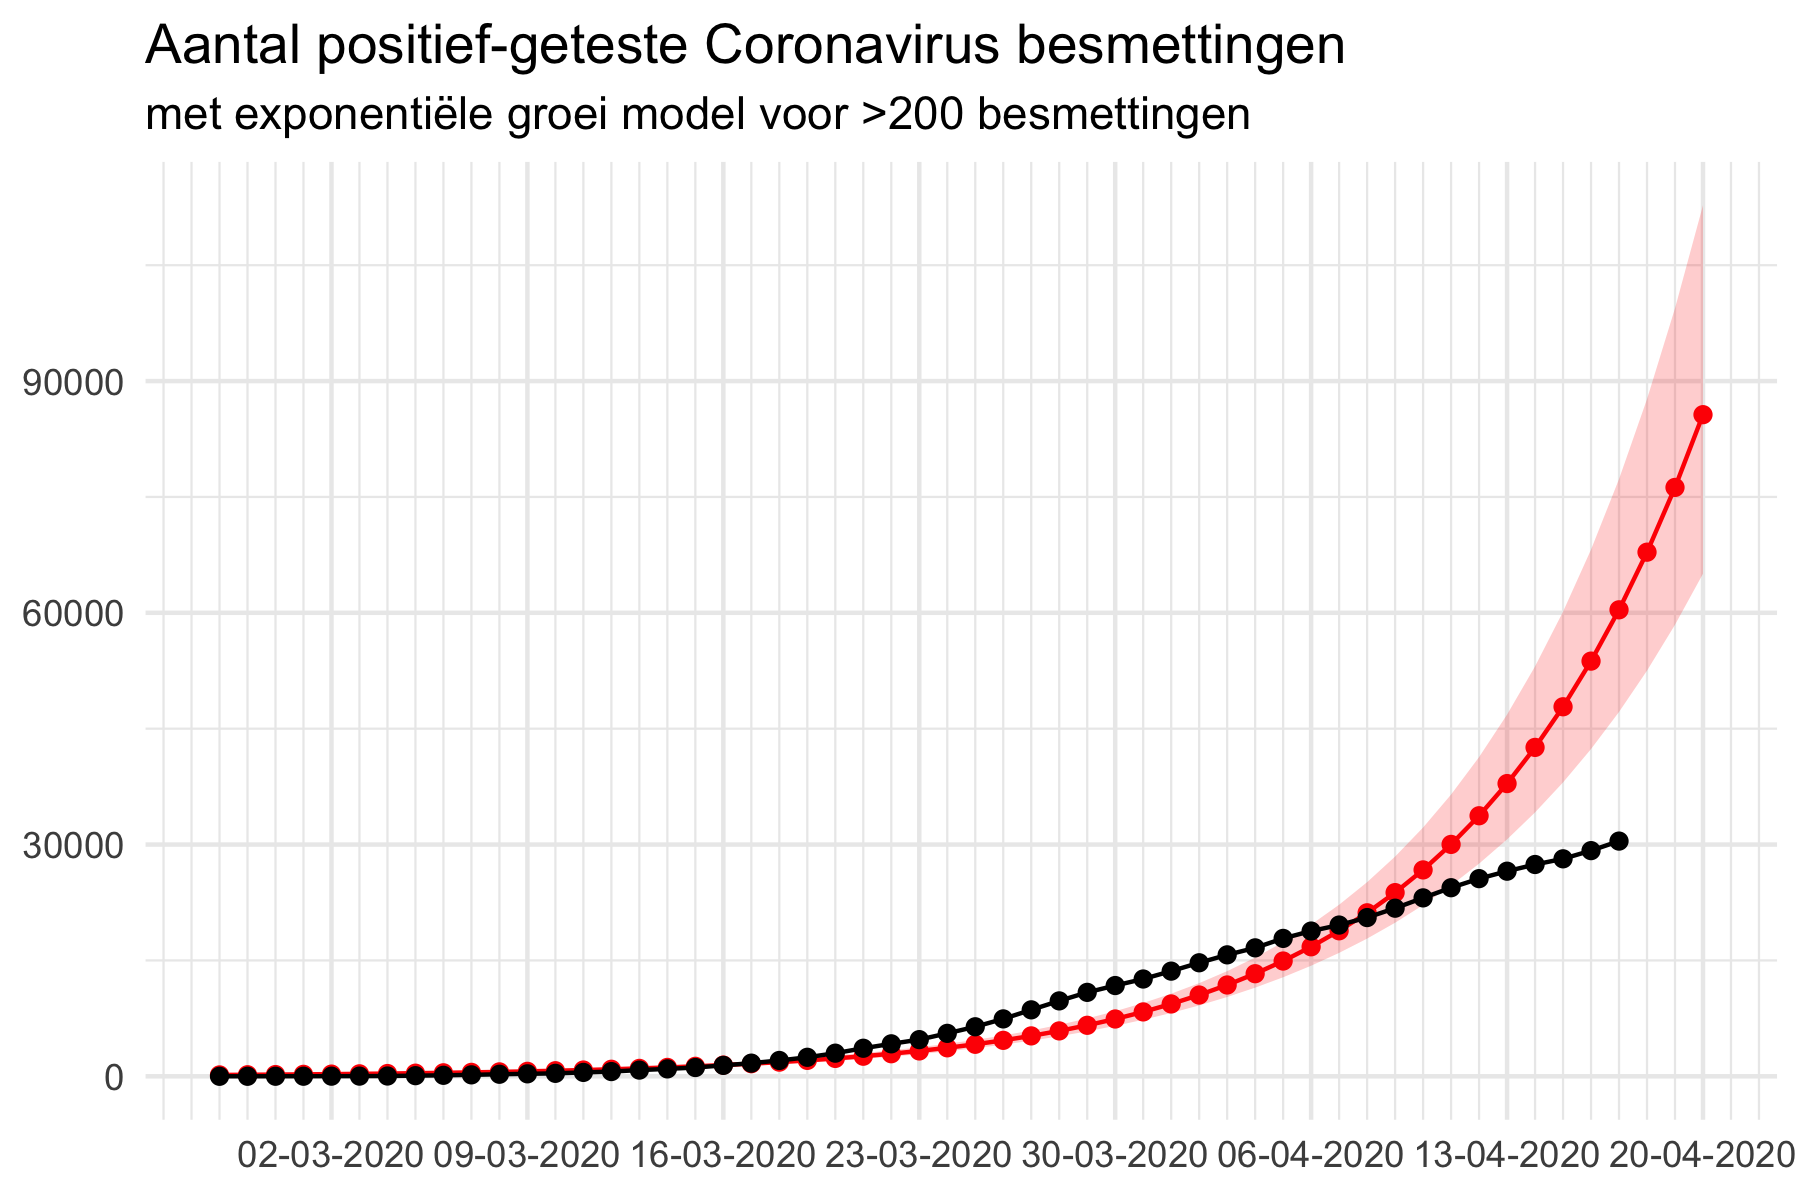 Aantal positief-geteste Coronavirus besmettingen
met exponentiële groei model voor >200 besmettingen
90000
60000
30000
0
02-03-2020 09-03-2020 16-03-2020 23-03-2020 30-03-2020 06-04-2020 13-04-2020 20-04-2020